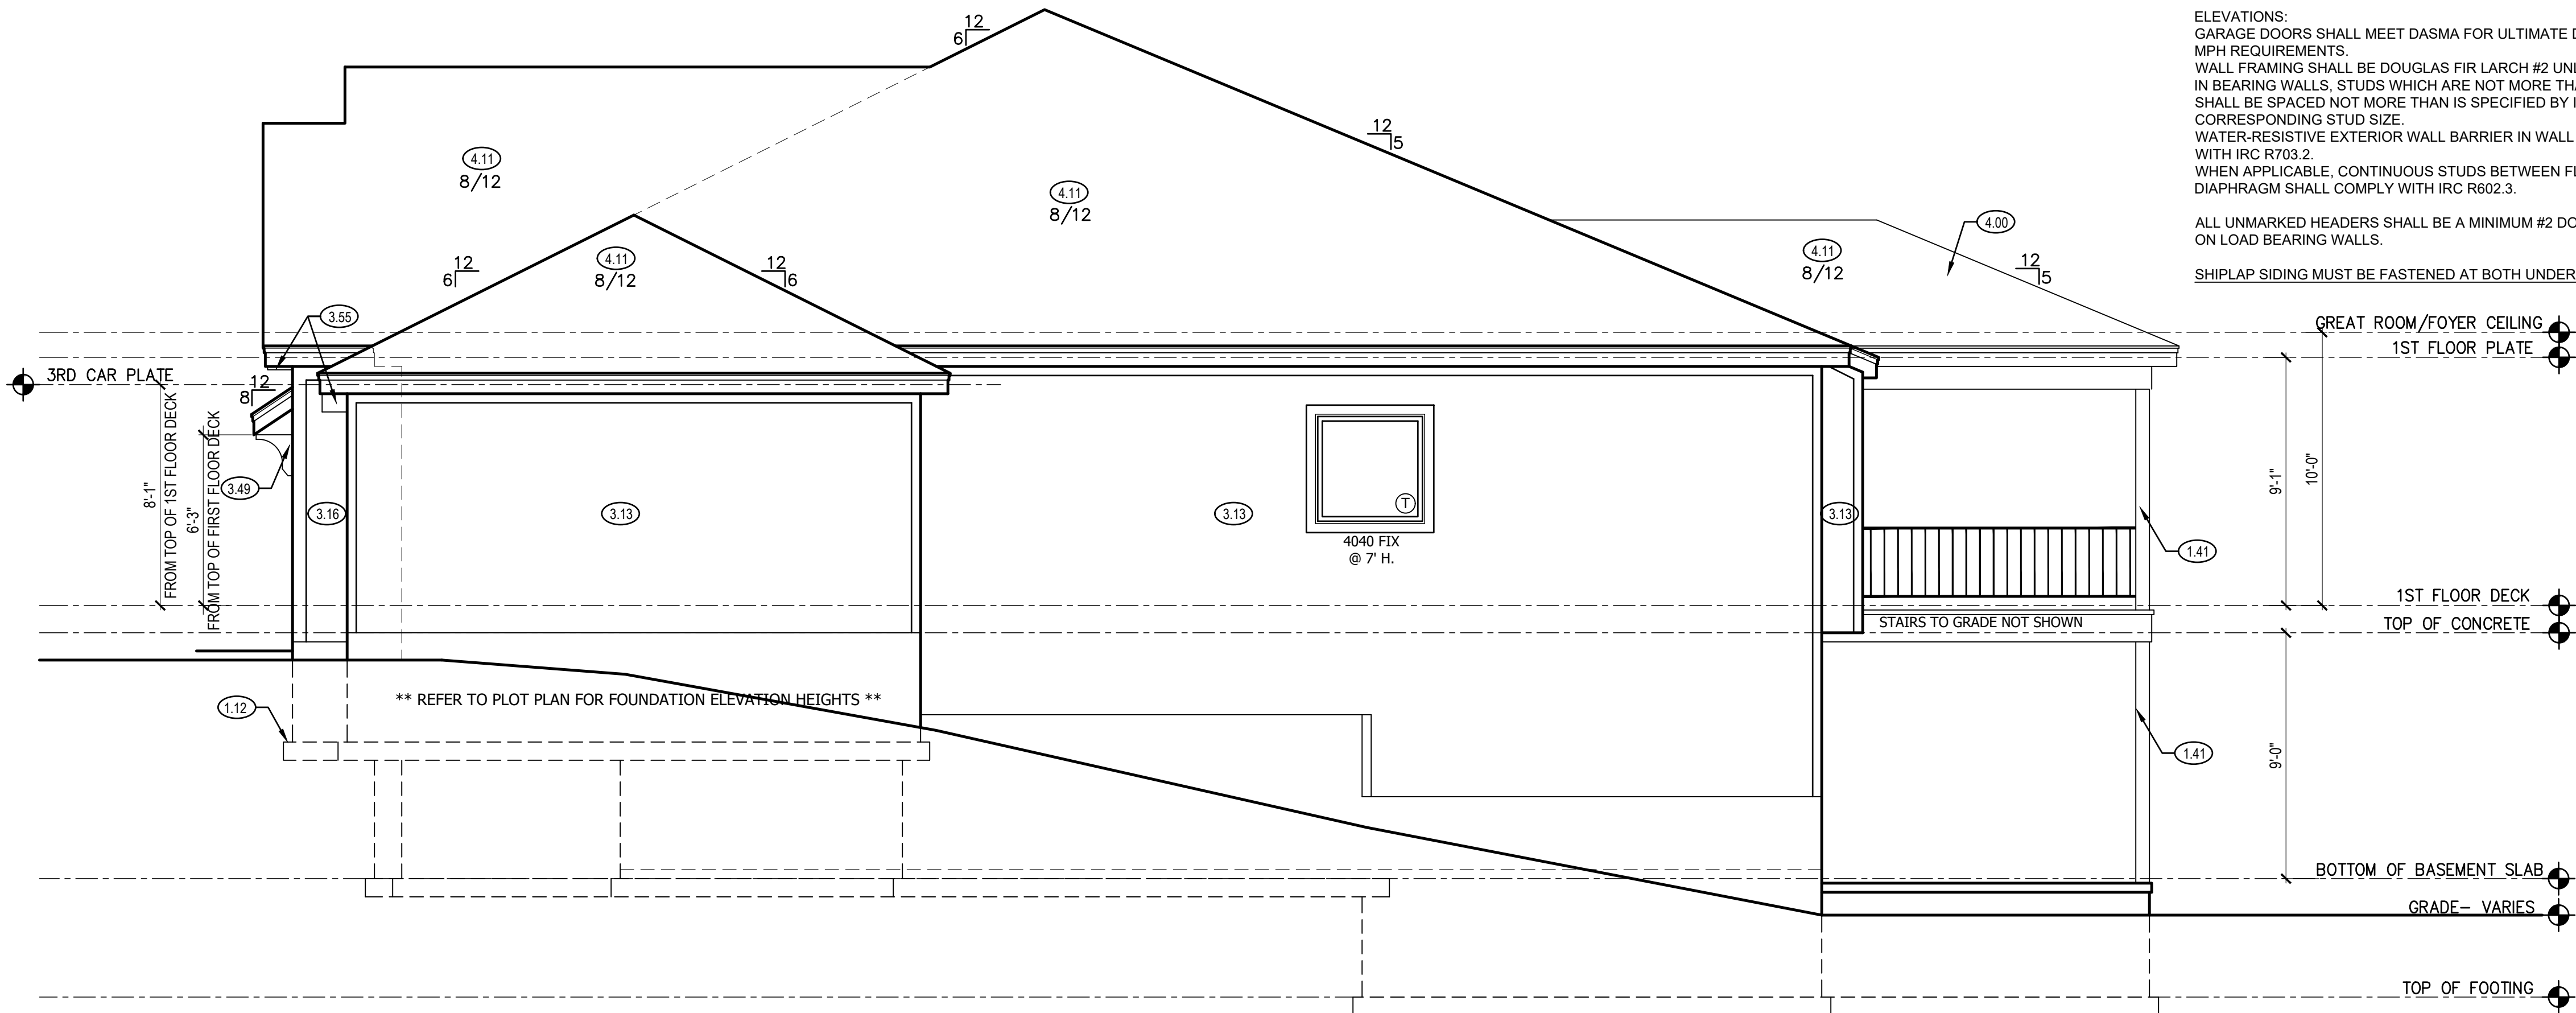 ELEVATIONS:
GARAGE DOORS SHALL MEET DASMA FOR ULTIMATE D
MPH REQUIREMENTS.
WALL FRAMING SHALL BE DOUGLAS FIR LARCH #2 UN
IN BEARING WALLS, STUDS WHICH ARE NOT MORE THA
SHALL BE SPACED NOT MORE THAN IS SPECIFIED BY I
CORRESPONDING STUD SIZE.
WATER-RESISTIVE EXTERIOR WALL BARRIER IN WALL
WITH IRC R703.2.
WHEN APPLICABLE, CONTINUOUS STUDS BETWEEN FL
DIAPHRAGM SHALL COMPLY WITH IRC R602.3.
ALL UNMARKED HEADERS SHALL BE A MINIMUM #2 DO
ON LOAD BEARING WALLS.
SHIPLAP SIDING MUST BE FASTENED AT BOTH UNDER
12
6
12
5
4.11
8/12
4.11
8/12
4.00
4.11
8/12
12
5
12
6
4.11
8/12
12
6
3.55
GREAT ROOM/FOYER CEILING
1ST FLOOR PLATE
3RD CAR PLATE
12
8
8'-1"
FROM TOP OF 1ST FLOOR DECK
6'-3"
FROM TOP OF FIRST FLOOR DECK
3.49
3.16
3.13
3.13
T
4040 FIX
@ 7' H.
3.13
1.41
9'-1"
10'-0"
1ST FLOOR DECK
STAIRS TO GRADE NOT SHOWN
TOP OF CONCRETE
** REFER TO PLOT PLAN FOR FOUNDATION ELEVATION HEIGHTS **
1.12
1.41
9'-0"
BOTTOM OF BASEMENT SLAB
GRADE- VARIES
TOP OF FOOTING